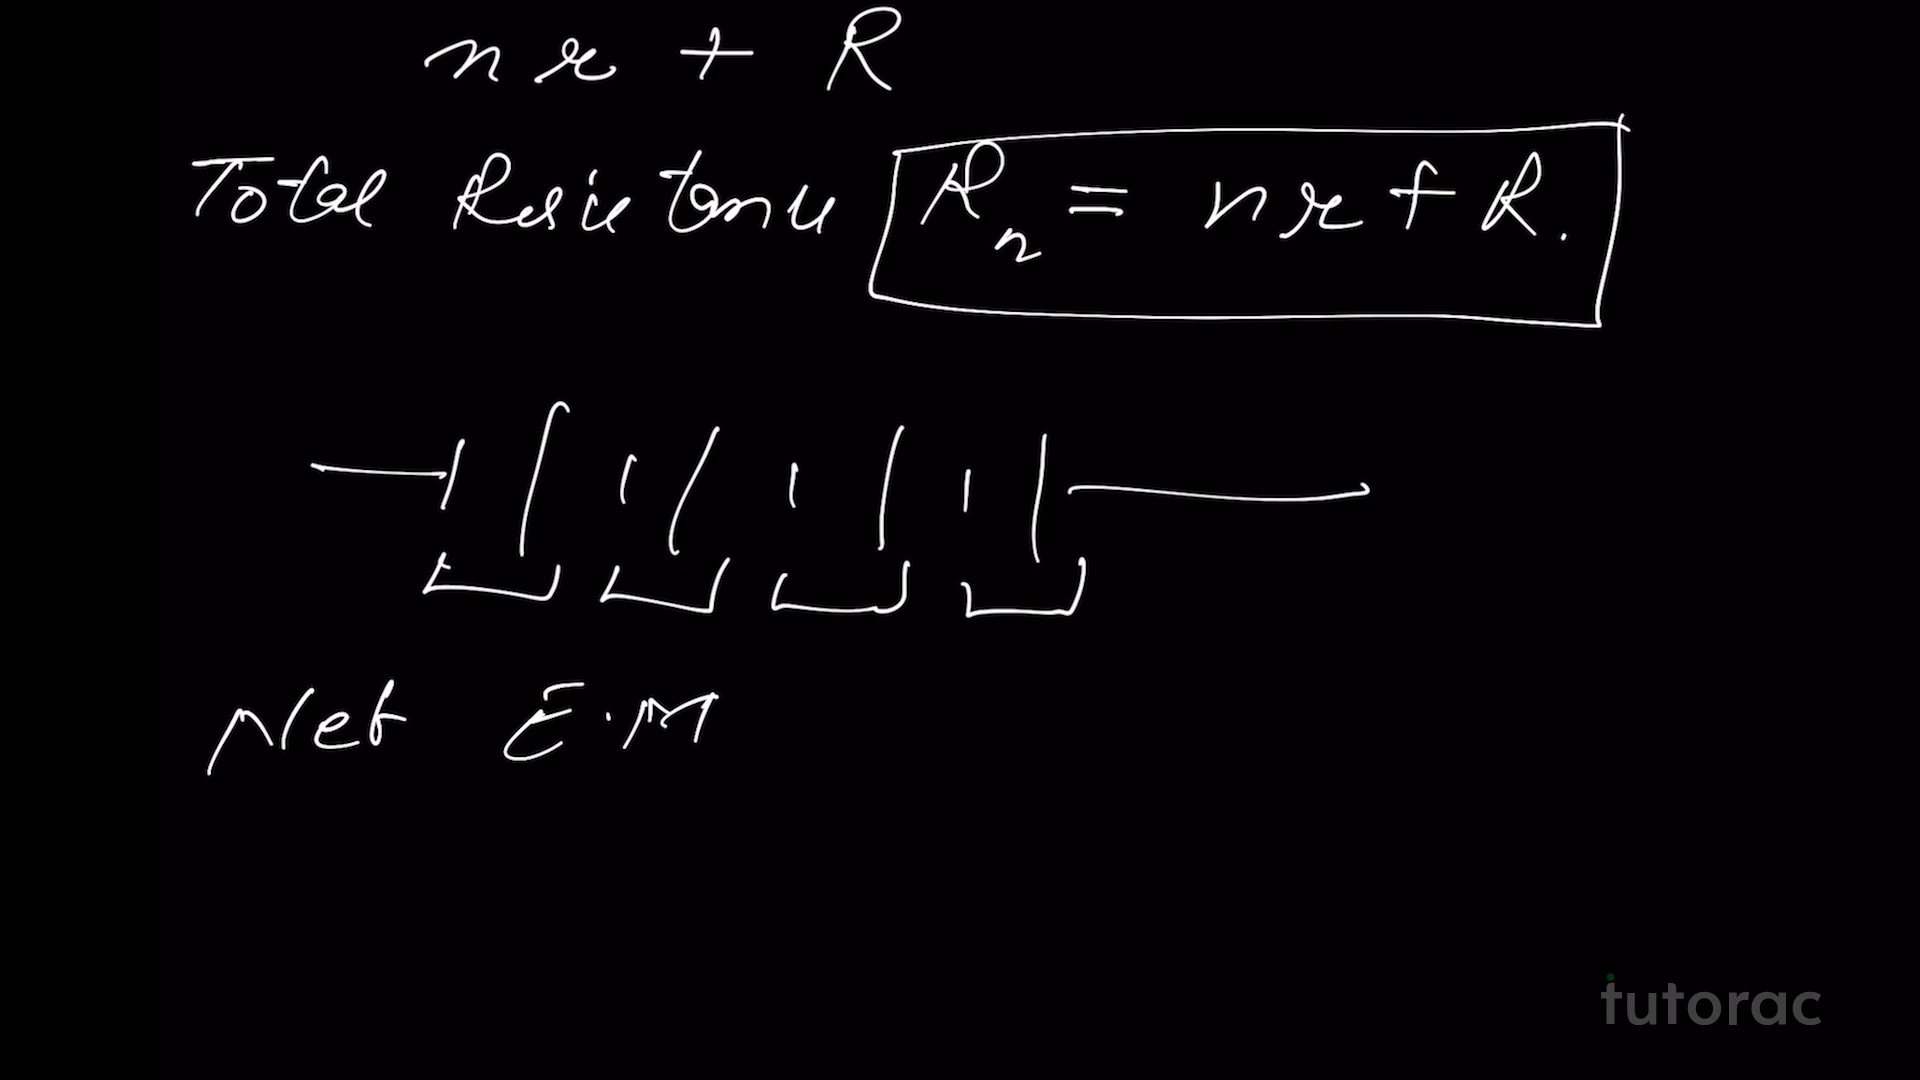 nr + R
Total Resistance Rn = nr + R.
Net E.M
tutorac